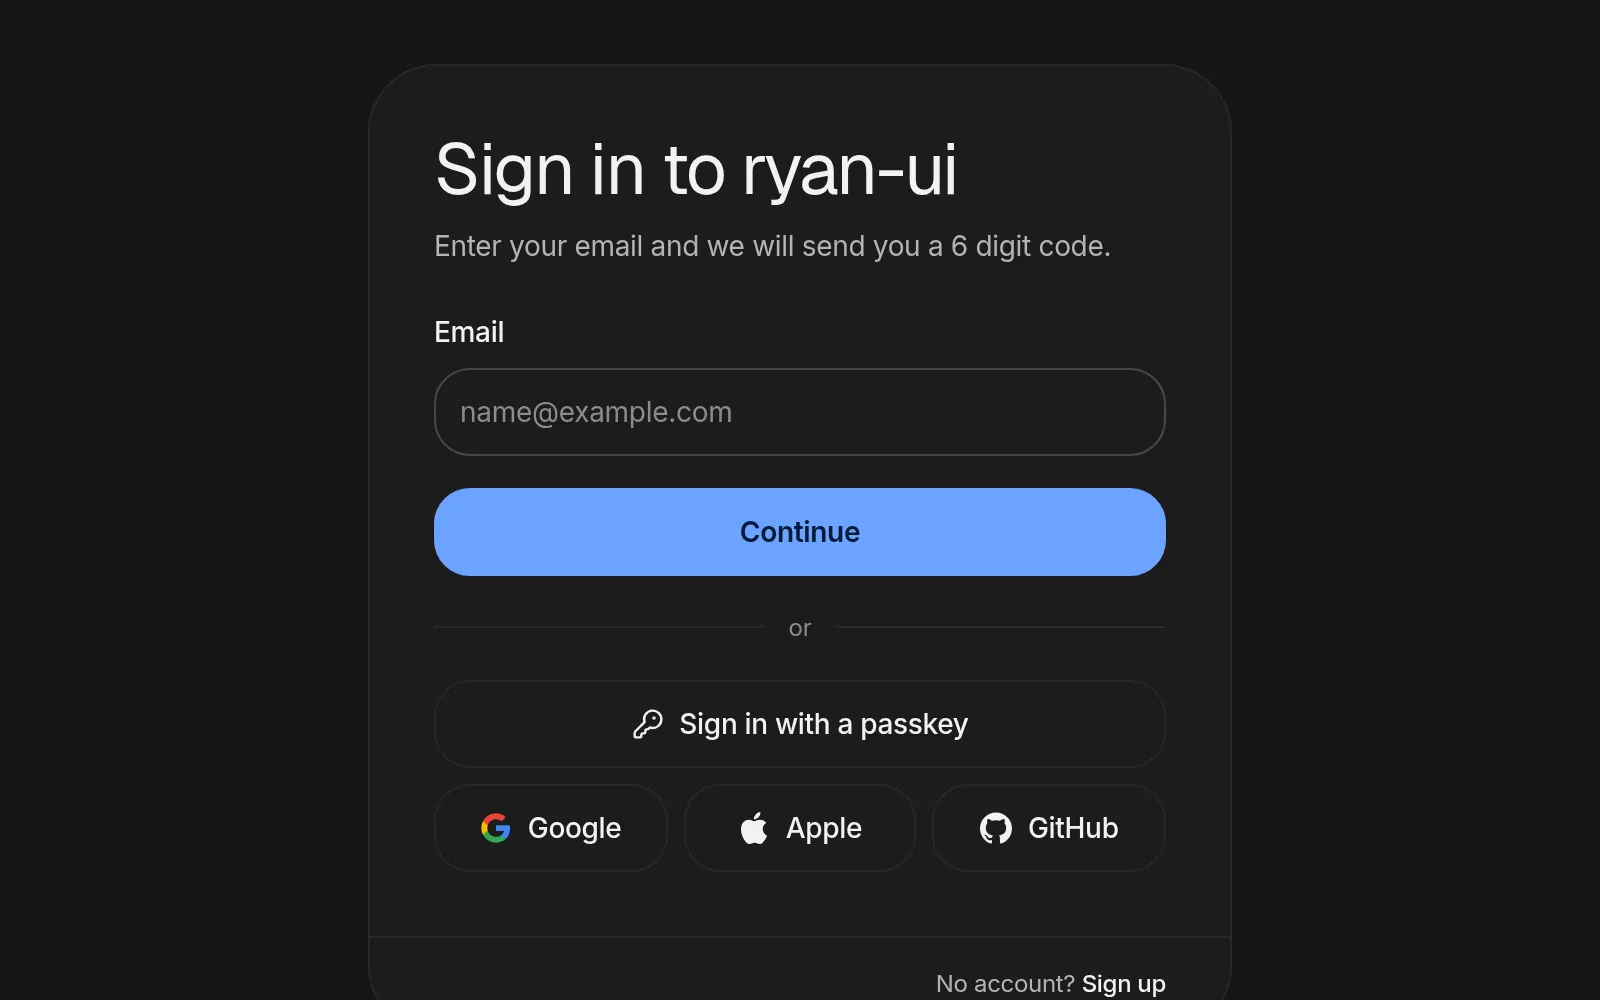 Sign in to ryan-ui
Enter your email and we will send you a 6 digit code.
Email
name@example.com
Continue
or
Sign in with a passkey
Google
Apple
GitHub
No account? Sign up